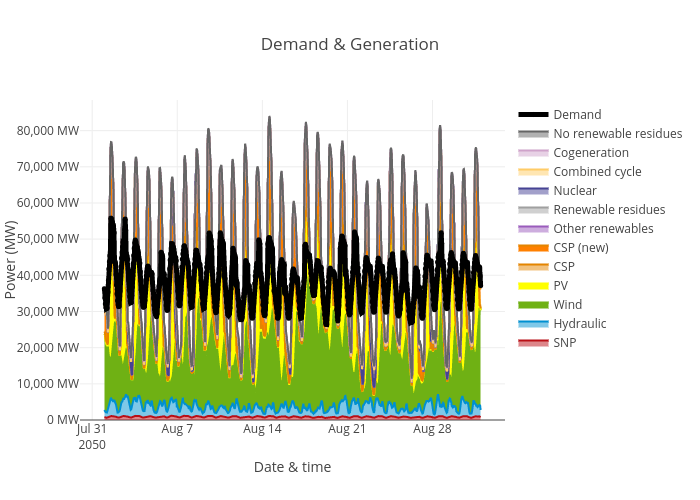 Demand & Generation
Power (MW)
80,000 MW
70,000 MW
60,000 MW
50,000 MW
40,000 MW
30,000 MW
20,000 MW
10,000 MW
0 MW
Jul 31
2050
Aug 7
Aug 14
Aug 21
Aug 28
Date & time
Demand
No renewable residues
Cogeneration
Combined cycle
Nuclear
Renewable residues
Other renewables
CSP (new)
CSP
PV
Wind
Hydraulic
SNP